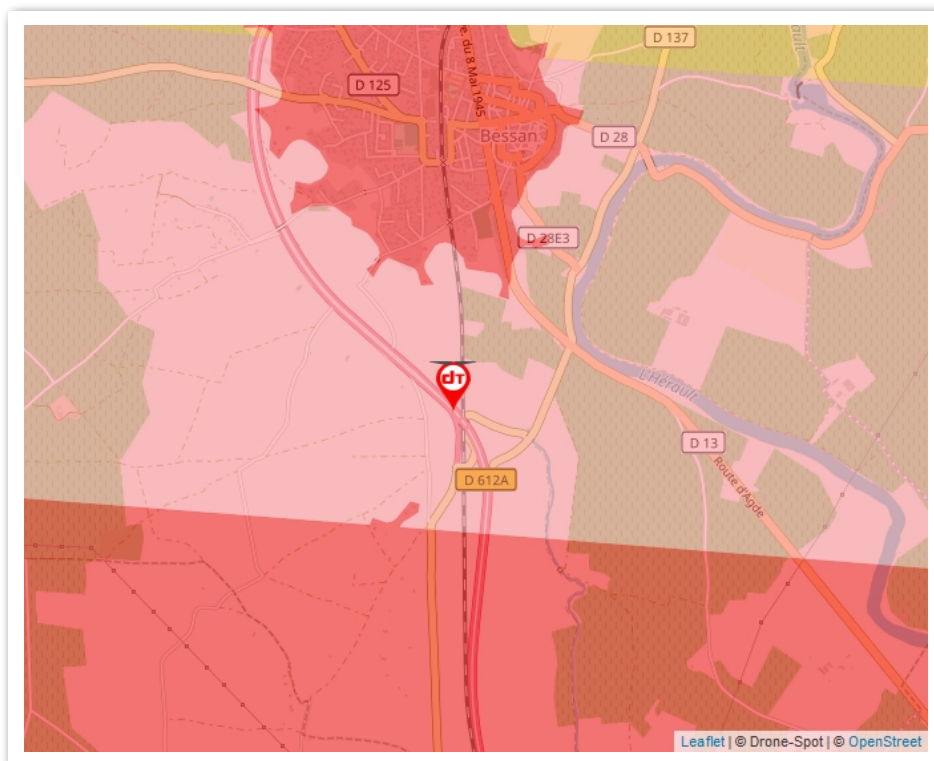 D 137
l'Hérault
e. du 8 Mai 1945
D 125
Bessan
D 28
D 28E3
dT
L'Hérault
D 13
D 612A
Route d'Agde
Leaflet | © Drone-Spot | © OpenStreet